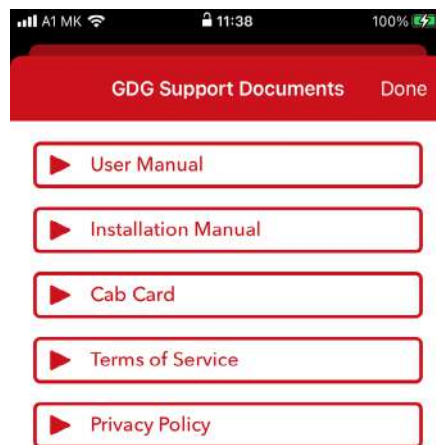 A1 MK 11:38 100%
GDG Support Documents Done
User Manual
Installation Manual
Cab Card
Terms of Service
Privacy Policy